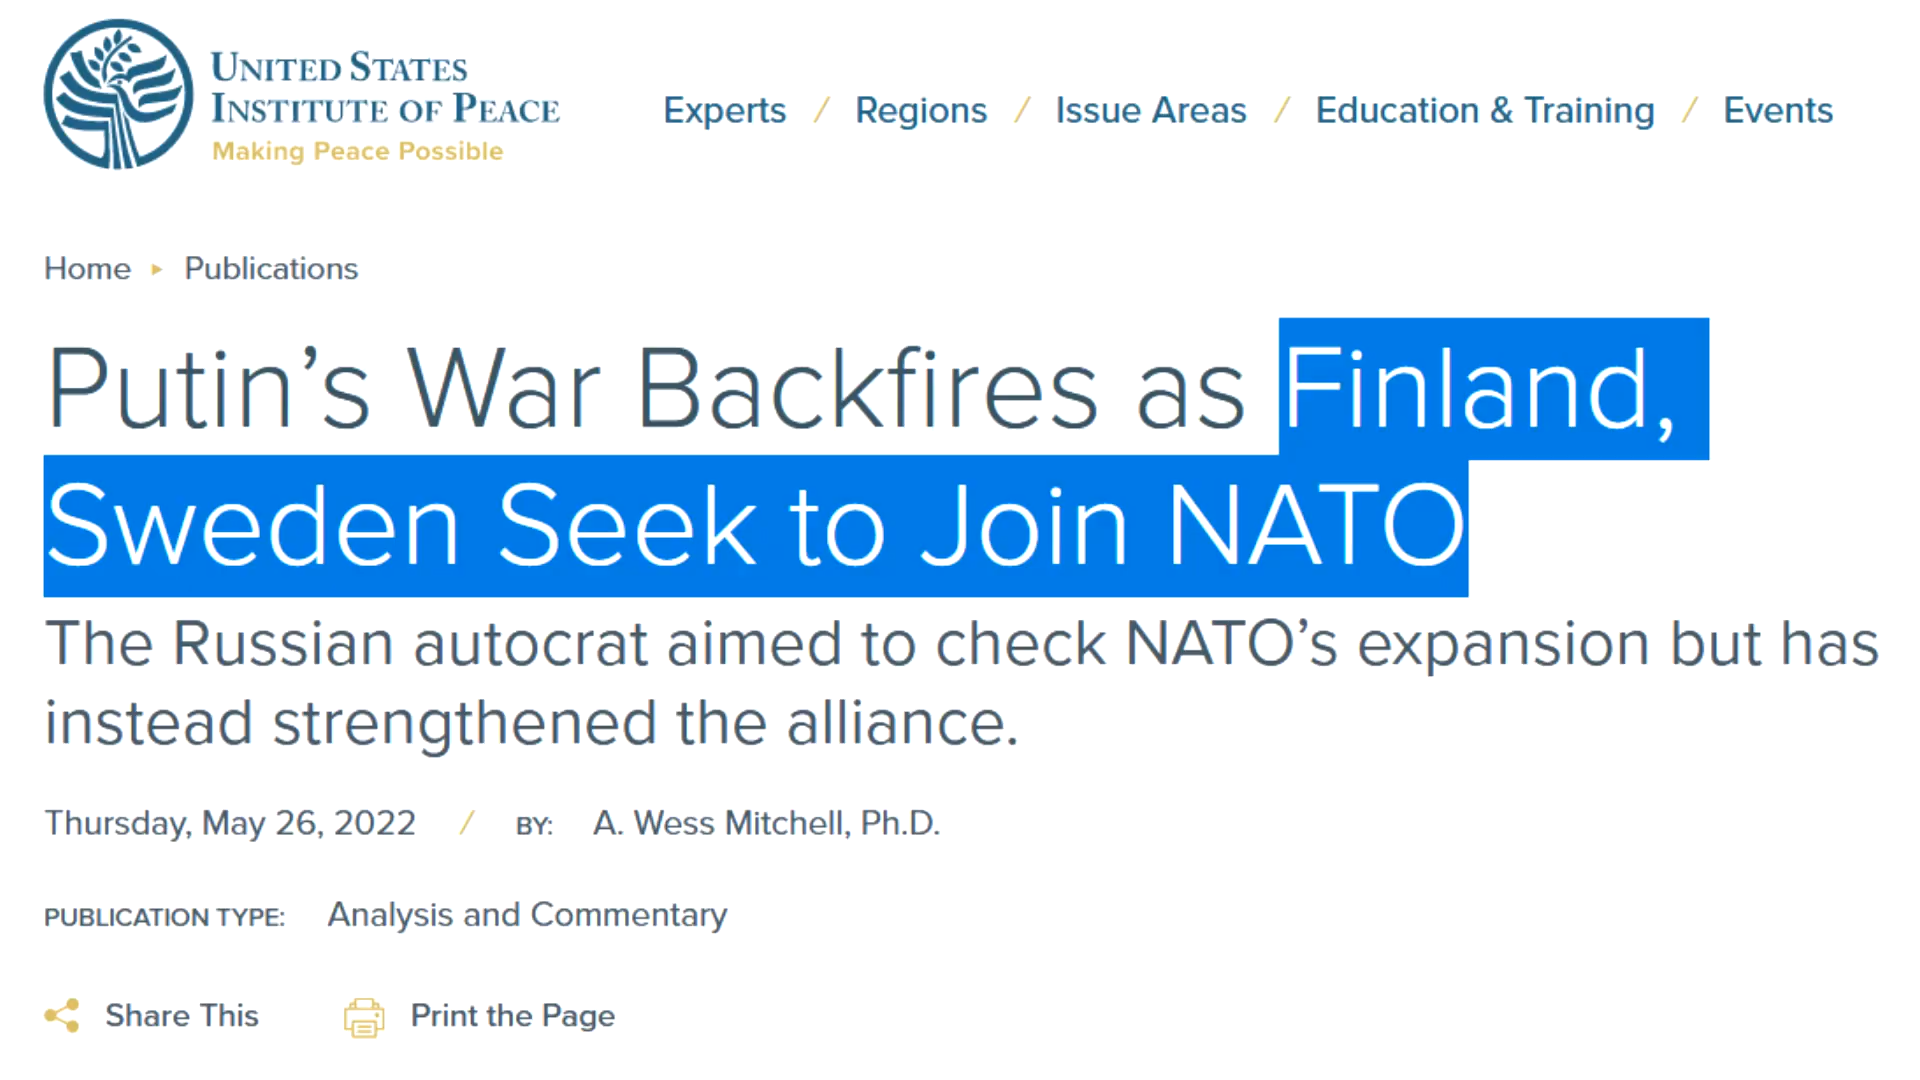 UNITED STATES
INSTITUTE OF PEACE
Making Peace Possible
Experts / Regions / Issue Areas / Education & Training / Events
Home ▸ Publications
Putin’s War Backfires as Finland,
Sweden Seek to Join NATO
The Russian autocrat aimed to check NATO’s expansion but has
instead strengthened the alliance.
Thursday, May 26, 2022 / BY: A. Wess Mitchell, Ph.D.
PUBLICATION TYPE: Analysis and Commentary
Share This Print the Page